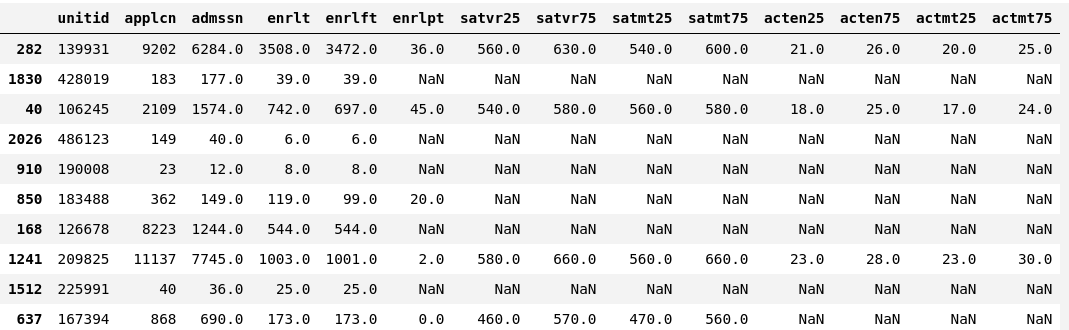 unitid applcn admssn enrlt enrlft enrlpt satvr25 satvr75 satmt25 satmt75 acten25 acten75 actmt25 actmt75
282 139931 9202 6284.0 3508.0 3472.0 36.0 560.0 630.0 540.0 600.0 21.0 26.0 20.0 25.0
1830 428019 183 177.0 39.0 39.0 NaN NaN NaN NaN NaN NaN NaN NaN NaN
40 106245 2109 1574.0 742.0 697.0 45.0 540.0 580.0 560.0 580.0 18.0 25.0 17.0 24.0
2026 486123 149 40.0 6.0 6.0 NaN NaN NaN NaN NaN NaN NaN NaN NaN
910 190008 23 12.0 8.0 8.0 NaN NaN NaN NaN NaN NaN NaN NaN NaN
850 183488 362 149.0 119.0 99.0 20.0 NaN NaN NaN NaN NaN NaN NaN NaN
168 126678 8223 1244.0 544.0 544.0 NaN NaN NaN NaN NaN NaN NaN NaN NaN
1241 209825 11137 7745.0 1003.0 1001.0 2.0 580.0 660.0 560.0 660.0 23.0 28.0 23.0 30.0
1512 225991 40 36.0 25.0 25.0 NaN NaN NaN NaN NaN NaN NaN NaN NaN
637 167394 868 690.0 173.0 173.0 0.0 460.0 570.0 470.0 560.0 NaN NaN NaN NaN